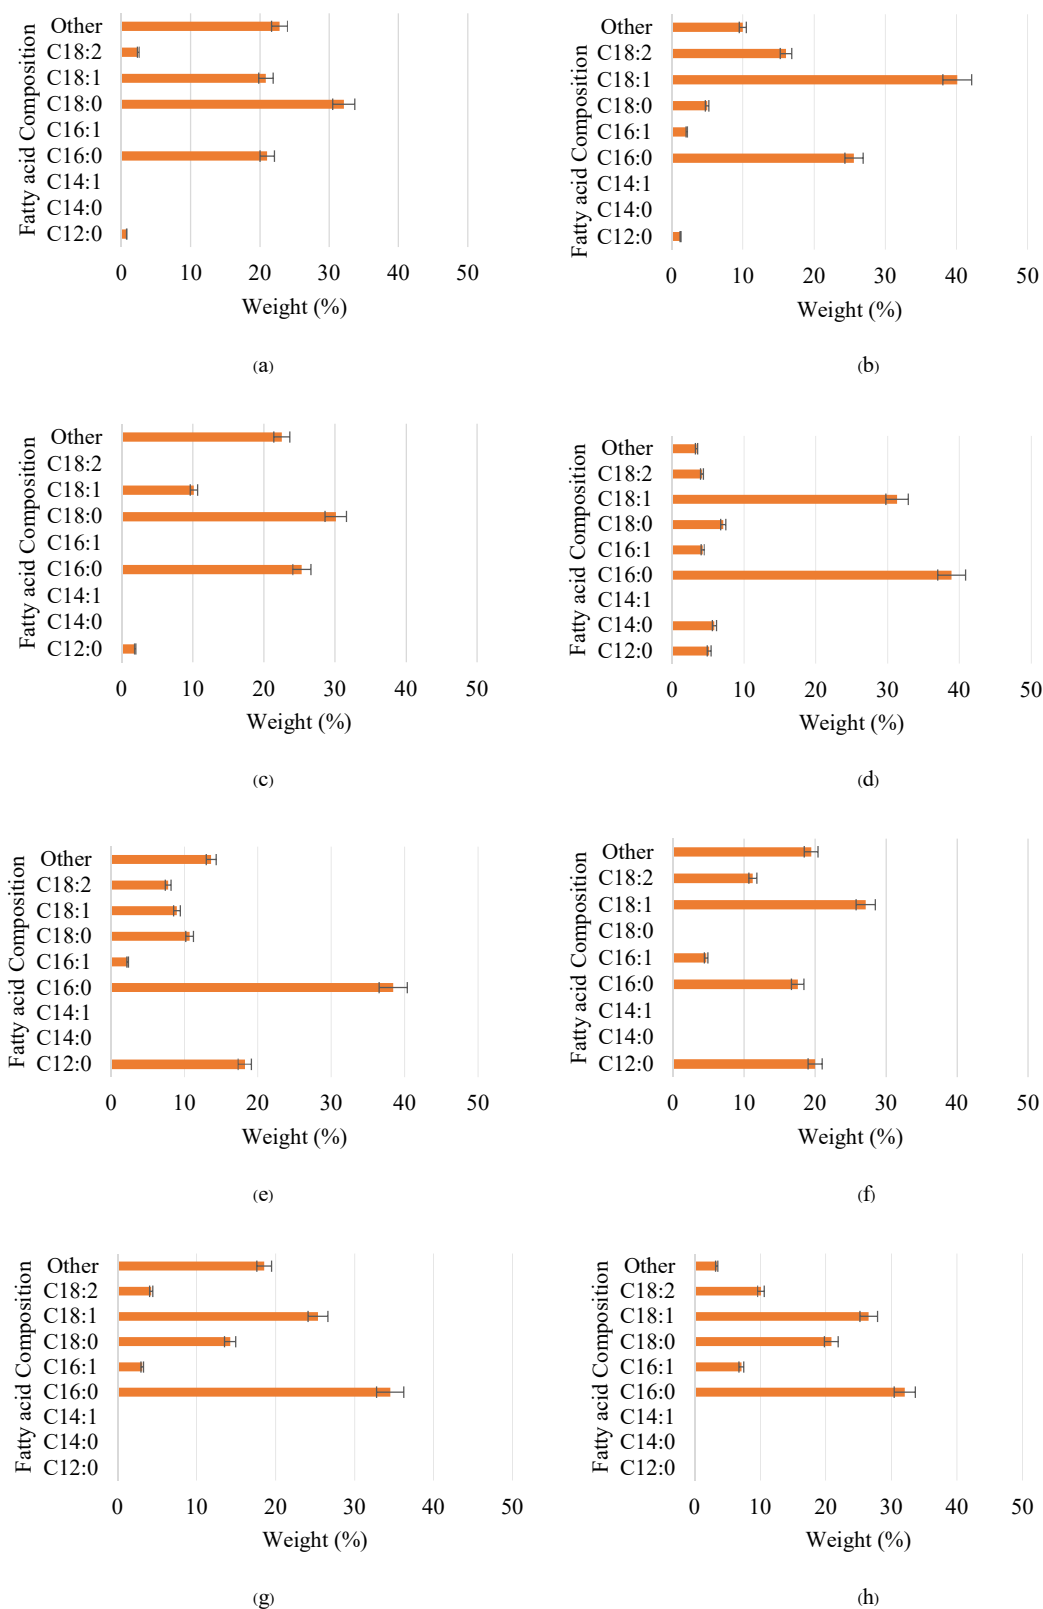 Fatty acid Composition
Other
C18:2
C18:1
C18:0
C16:1
C16:0
C14:1
C14:0
C12:0
0 10 20 30 40 50
Weight (%)
(a)
Fatty acid Composition
Other
C18:2
C18:1
C18:0
C16:1
C16:0
C14:1
C14:0
C12:0
0 10 20 30 40 50
Weight (%)
(b)
Fatty acid Composition
Other
C18:2
C18:1
C18:0
C16:1
C16:0
C14:1
C14:0
C12:0
0 10 20 30 40 50
Weight (%)
(c)
Fatty acid Composition
Other
C18:2
C18:1
C18:0
C16:1
C16:0
C14:1
C14:0
C12:0
0 10 20 30 40 50
Weight (%)
(d)
Fatty acid Composition
Other
C18:2
C18:1
C18:0
C16:1
C16:0
C14:1
C14:0
C12:0
0 10 20 30 40 50
Weight (%)
(e)
Fatty acid Composition
Other
C18:2
C18:1
C18:0
C16:1
C16:0
C14:1
C14:0
C12:0
0 10 20 30 40 50
Weight (%)
(f)
Fatty acid Composition
Other
C18:2
C18:1
C18:0
C16:1
C16:0
C14:1
C14:0
C12:0
0 10 20 30 40 50
Weight (%)
(g)
Fatty acid Composition
Other
C18:2
C18:1
C18:0
C16:1
C16:0
C14:1
C14:0
C12:0
0 10 20 30 40 50
Weight (%)
(h)